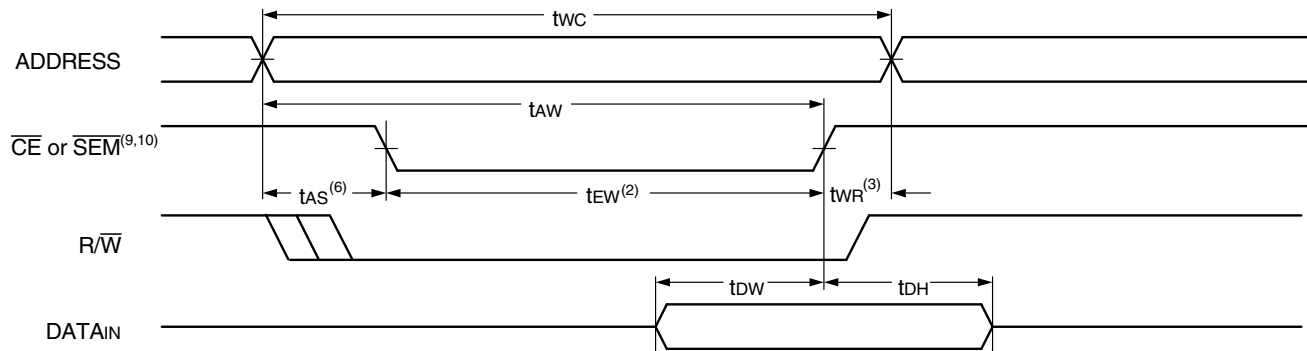 tWC
ADDRESS
tAW
CE or SEM(9,10)
tAS(6)
tEW(2)
tWR(3)
R/W
tDW
tDH
DATAIN